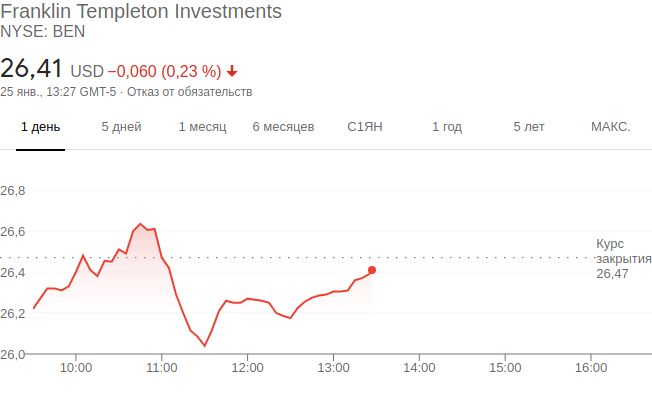 Franklin Templeton Investments
NYSE: BEN
26,41 USD −0,060 (0,23 %)
25 янв., 13:27 GMT-5 · Отказ от обязательств
1 день 5 дней 1 месяц 6 месяцев С1ЯН 1 год 5 лет МАКС.
26,8
26,6
Курс
закрытия
26,47
26,4
26,2
26,0
10:00 11:00 12:00 13:00 14:00 15:00 16:00